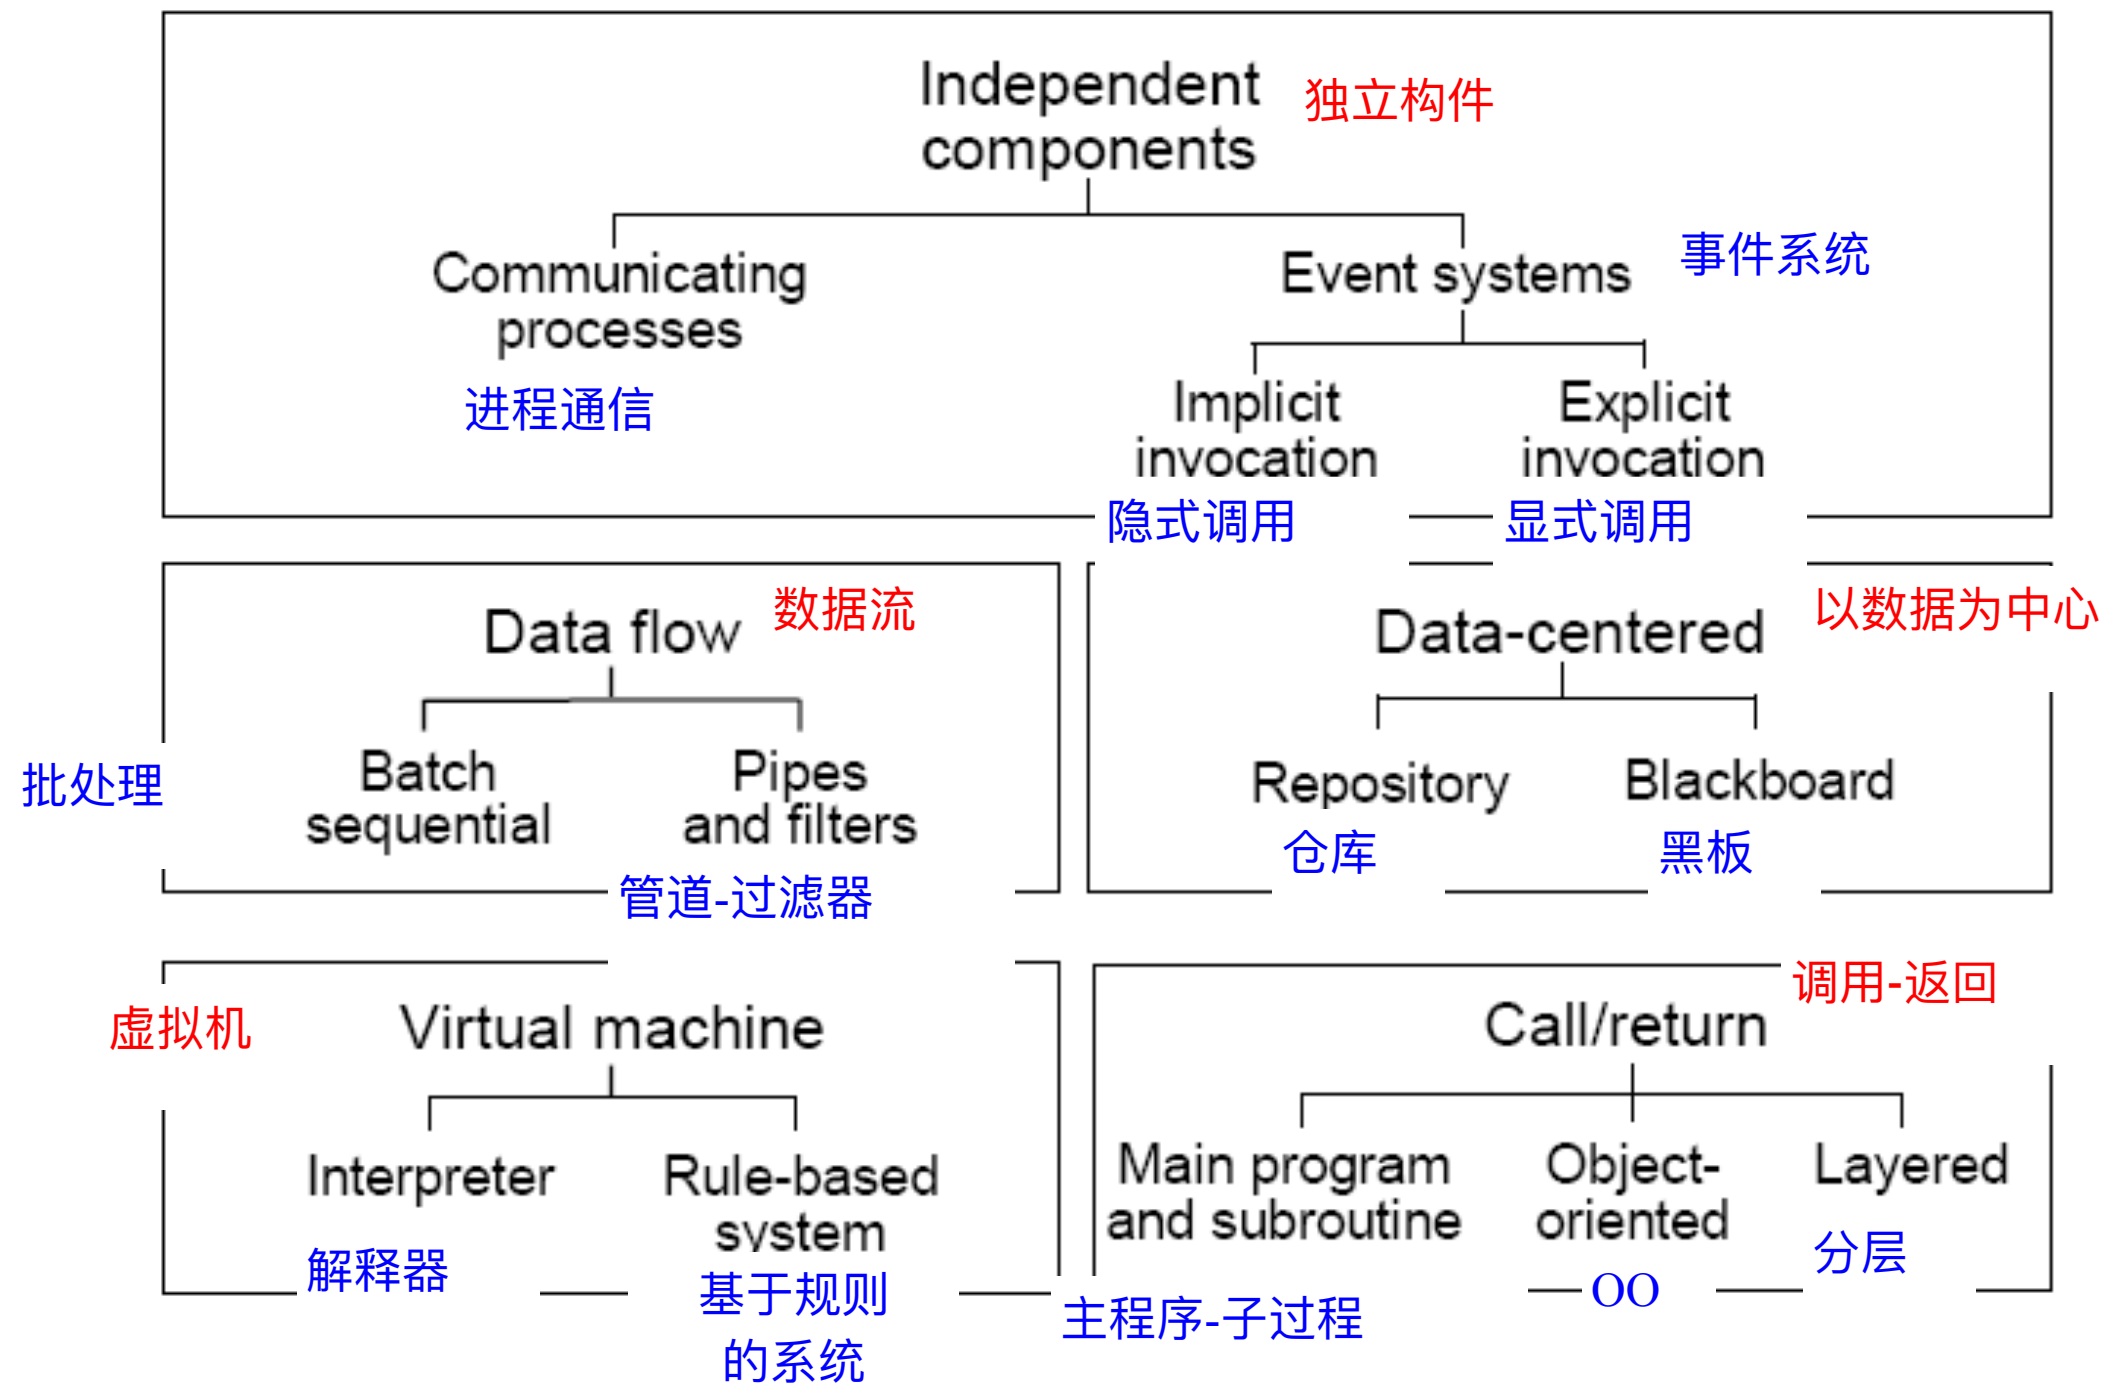 Independent
components
独立构件
Communicating
processes
进程通信
Event systems
事件系统
Implicit
invocation
隐式调用
Explicit
invocation
显式调用
Data flow
数据流
批处理
Batch
sequential
Pipes
and filters
管道-过滤器
Data-centered
以数据为中心
Repository
仓库
Blackboard
黑板
虚拟机
Virtual machine
Interpreter
解释器
Rule-based
system
基于规则
的系统
Call/return
调用-返回
Main program
and subroutine
主程序-子过程
Object-
oriented
OO
Layered
分层